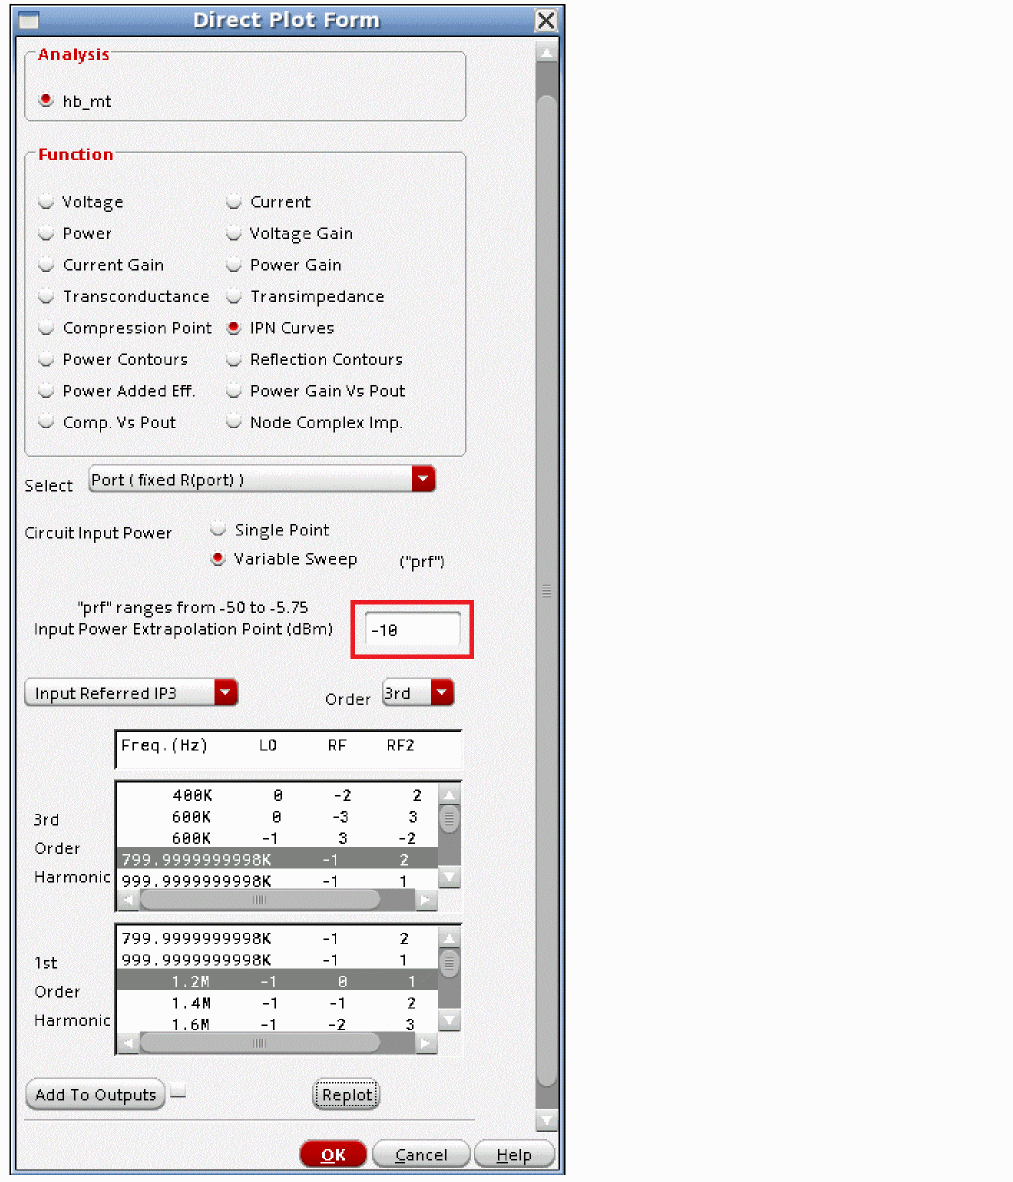 Direct Plot Form
Analysis
hb_mt
Function
Voltage Current
Power Voltage Gain
Current Gain Power Gain
Transconductance Transimpedance
Compression Point IPN Curves
Power Contours Reflection Contours
Power Added Eff. Power Gain Vs Pout
Comp. Vs Pout Node Complex Imp.
Select Port ( fixed R(port) )
Circuit Input Power Single Point
Variable Sweep ("prf")
"prf" ranges from -50 to -5.75
Input Power Extrapolation Point (dBm) -10
Input Referred IP3 Order 3rd
Freq.(Hz) LO RF RF2
3rd
Order
Harmonic
400K 0 -2 2
600K 0 -3 3
600K -1 3 -2
799.9999999998K -1 2
999.9999999998K -1 1
1st
Order
Harmonic
799.9999999998K -1 2
999.9999999998K -1 1
1.2M -1 0 1
1.4M -1 -1 2
1.6M -1 -2 3
Add To Outputs Replot
OK Cancel Help